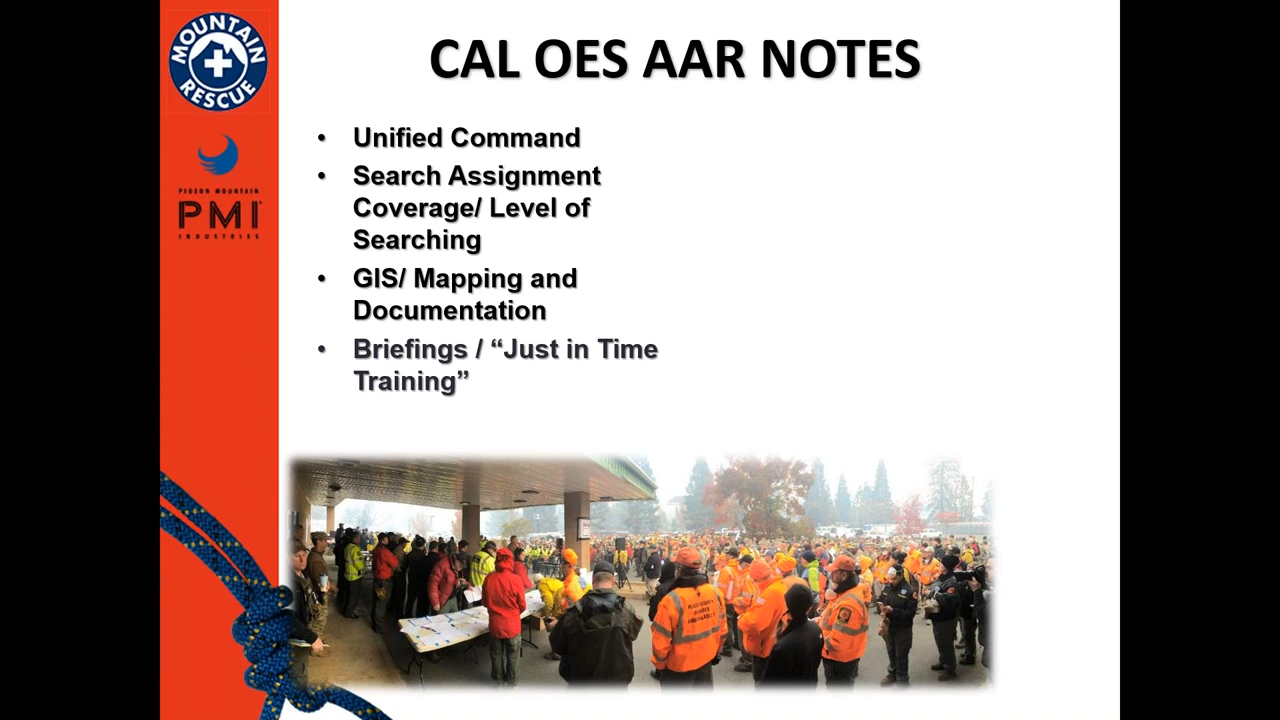 CAL OES AAR NOTES
MOUNTAIN
RESCUE
PIGEON MOUNTAIN
PMI
INDUSTRIES
• Unified Command
• Search Assignment
Coverage/ Level of
Searching
• GIS/ Mapping and
Documentation
• Briefings / “Just in Time
Training”